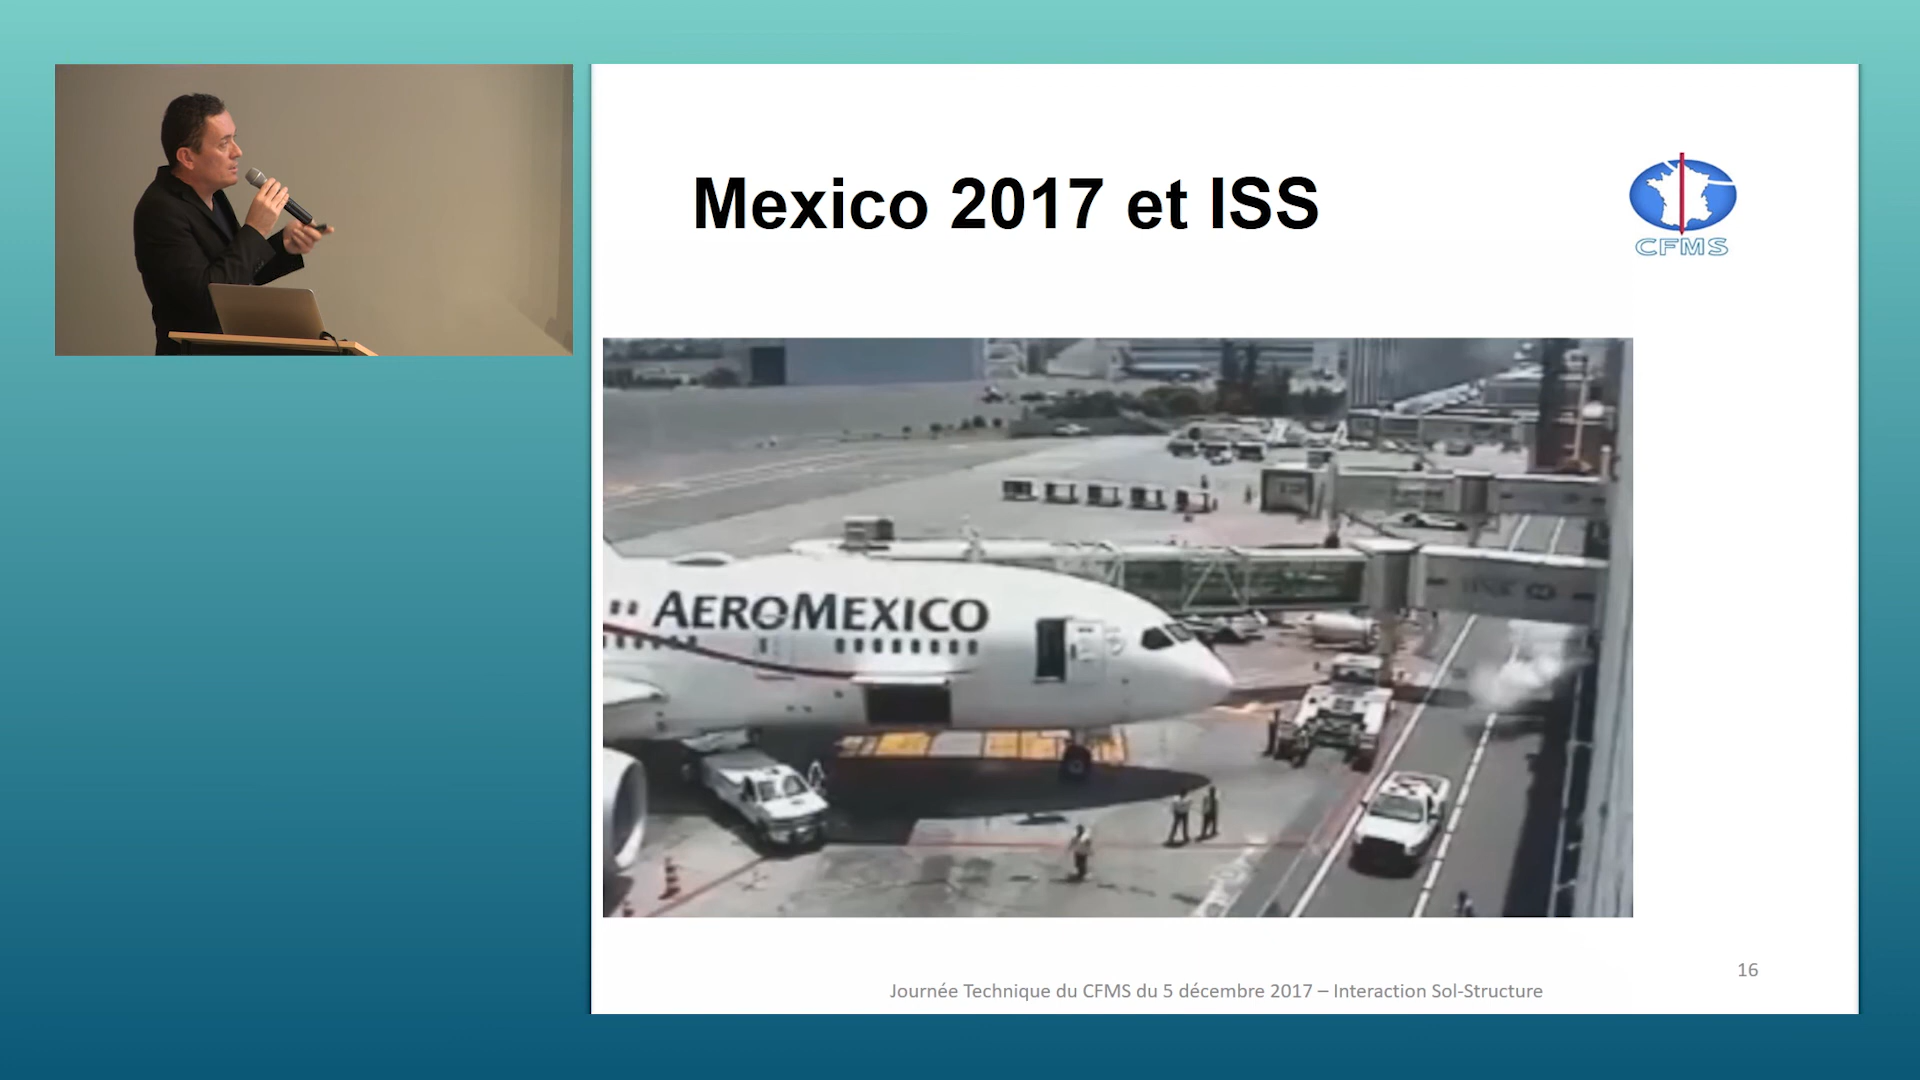 Mexico 2017 et ISS
CFMS
AEROMEXICO
Journée Technique du CFMS du 5 décembre 2017 – Interaction Sol-Structure
16